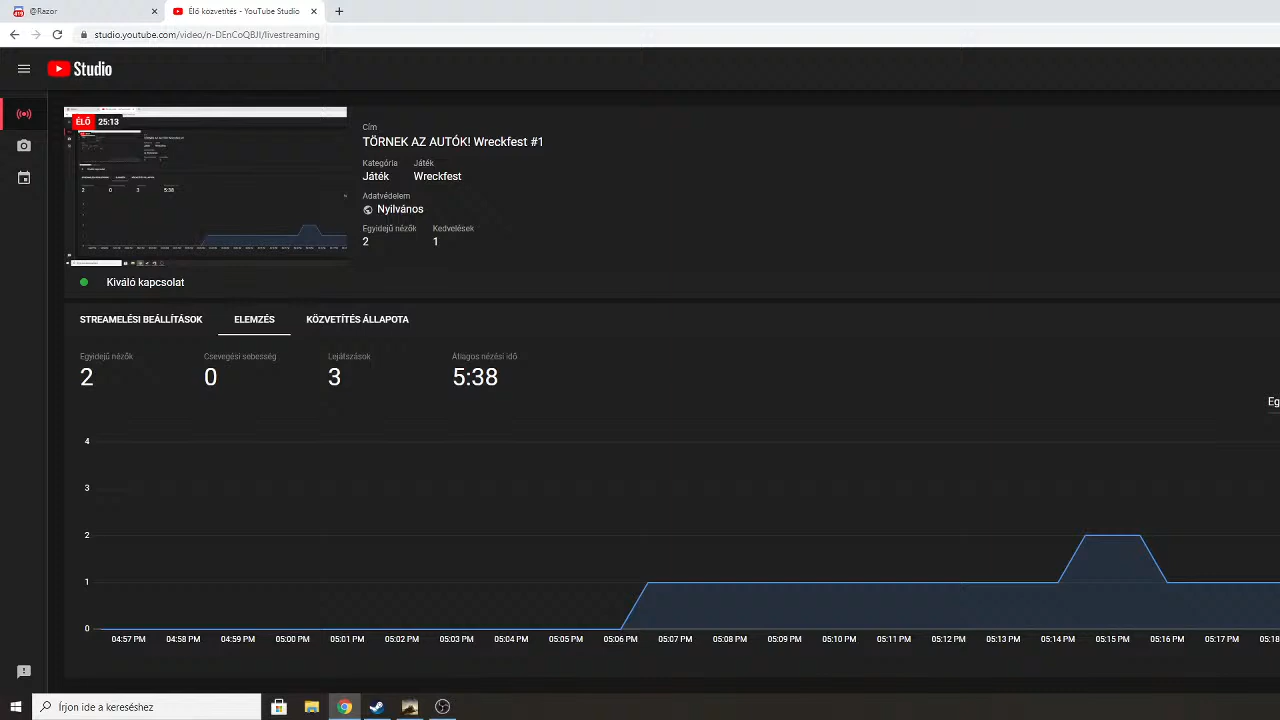 @Razor
Élő közvetítés - YouTube Studio
studio.youtube.com/video/n-DEnCoQBJI/livestreaming
Studio
ÉLŐ 25:13
Cím
TÖRNEK AZ AUTÓK! Wreckfest #1
Kategória Játék
Játék Wreckfest
Adatvédelem
Nyilvános
Egyidejű nézők Kedvelések
2 1
Kiváló kapcsolat
STREAMELÉSI BEÁLLÍTÁSOK ELEMZÉS KÖZVETÍTÉS ÁLLAPOTA
Egyidejű nézők Csevegési sebesség Lejátszások Átlagos nézési idő
2 0 3 5:38
Eg
4
3
2
1
0
04:57 PM 04:58 PM 04:59 PM 05:00 PM 05:01 PM 05:02 PM 05:03 PM 05:04 PM 05:05 PM 05:06 PM 05:07 PM 05:08 PM 05:09 PM 05:10 PM 05:11 PM 05:12 PM 05:13 PM 05:14 PM 05:15 PM 05:16 PM 05:17 PM 05:18
Írjon ide a kereséshez